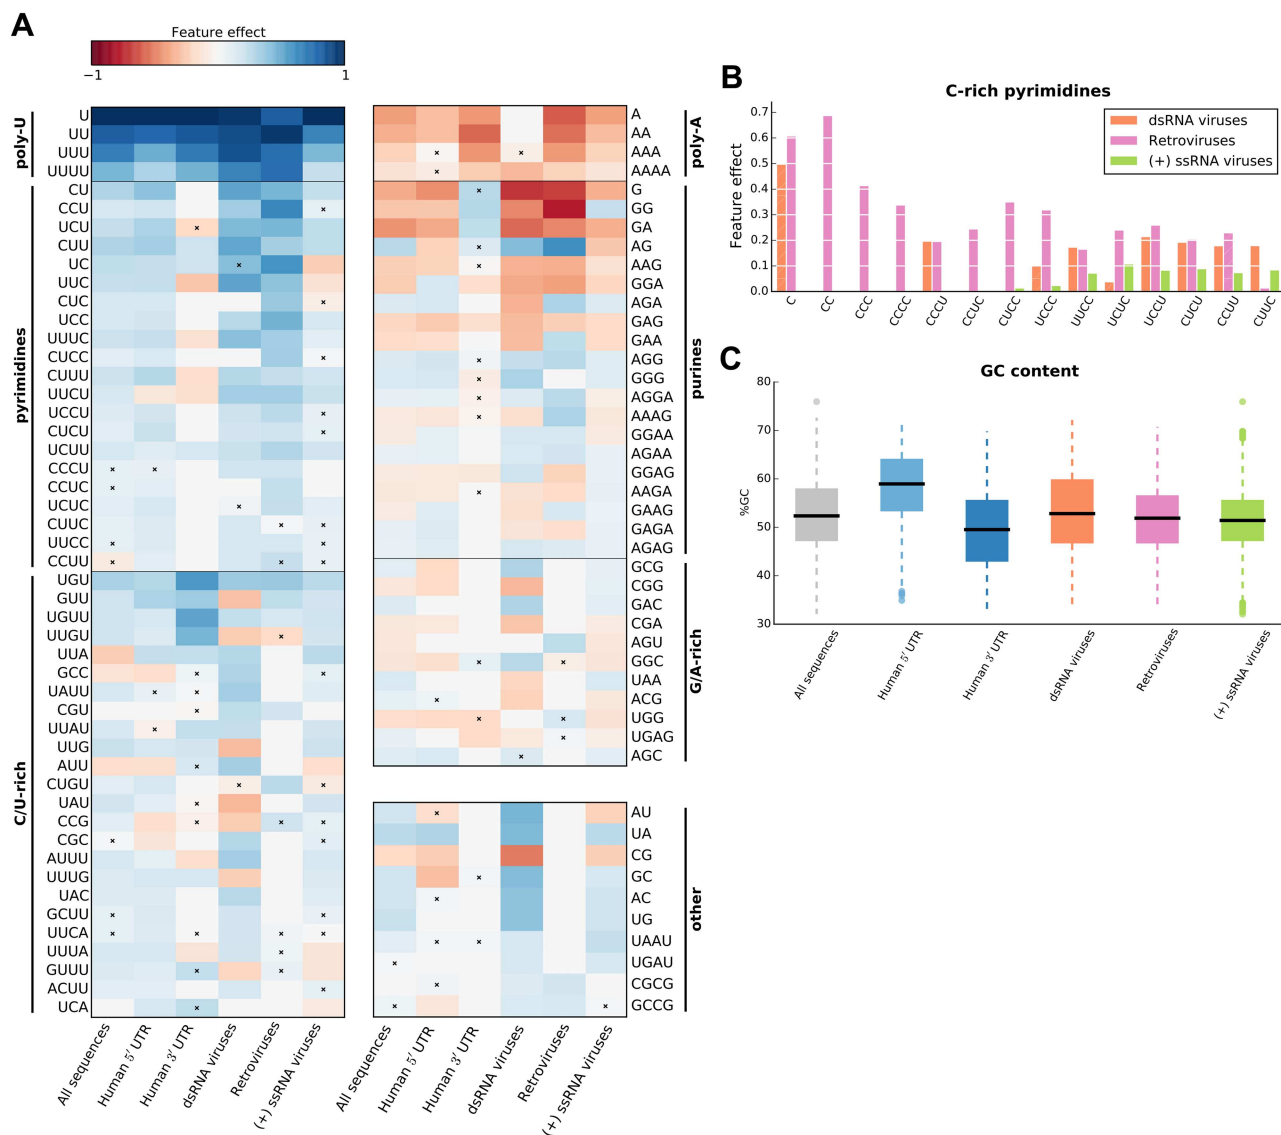 A
Feature effect
−1
1
poly-U
U
UU
UUU
UUUU
pyrimidines
CU
CCU
UCU
CUU
UC
UUC
CUC
UCC
UUUC
CUCC
CUUU
UUCU
UCCU
CUCU
UCUU
CCCU
CCUC
UCUC
CUUC
UUCC
CCUU
C/U-rich
UGU
GUU
UGUU
UUGU
UUA
GCC
UAUU
CGU
UUAU
UUG
AUU
CUGU
UAU
CCG
CGC
AUUU
UUUG
UAC
GCUU
UUCA
UUUA
GUUU
ACUU
UCA
All sequences
Human 5′ UTR
Human 3′ UTR
dsRNA viruses
Retroviruses
(+) ssRNA viruses
poly-A
A
AA
AAA
AAAA
purines
G
GG
GA
AG
AAG
GGA
AGA
GAG
GAA
AGG
GGG
AGGA
AAAG
GGAA
AGAA
GGAG
AAGA
GAAG
GAGA
AGAG
G/A-rich
GCG
CGG
GAC
CGA
AGU
GGC
UAA
ACG
UGG
UGAG
AGC
other
AU
UA
CG
GC
AC
UG
UAAU
UGAU
CGCG
GCCG
All sequences
Human 5′ UTR
Human 3′ UTR
dsRNA viruses
Retroviruses
(+) ssRNA viruses
B
C-rich pyrimidines
dsRNA viruses
Retroviruses
(+) ssRNA viruses
Feature effect
0.7
0.6
0.5
0.4
0.3
0.2
0.1
0.0
C
CC
CCC
CCCC
CCCU
CCUC
CUCC
UCCC
UUCC
UCUC
UCCU
CUCU
CCUU
CUUC
C
GC content
%GC
80
70
60
50
40
30
All sequences
Human 5′ UTR
Human 3′ UTR
dsRNA viruses
Retroviruses
(+) ssRNA viruses